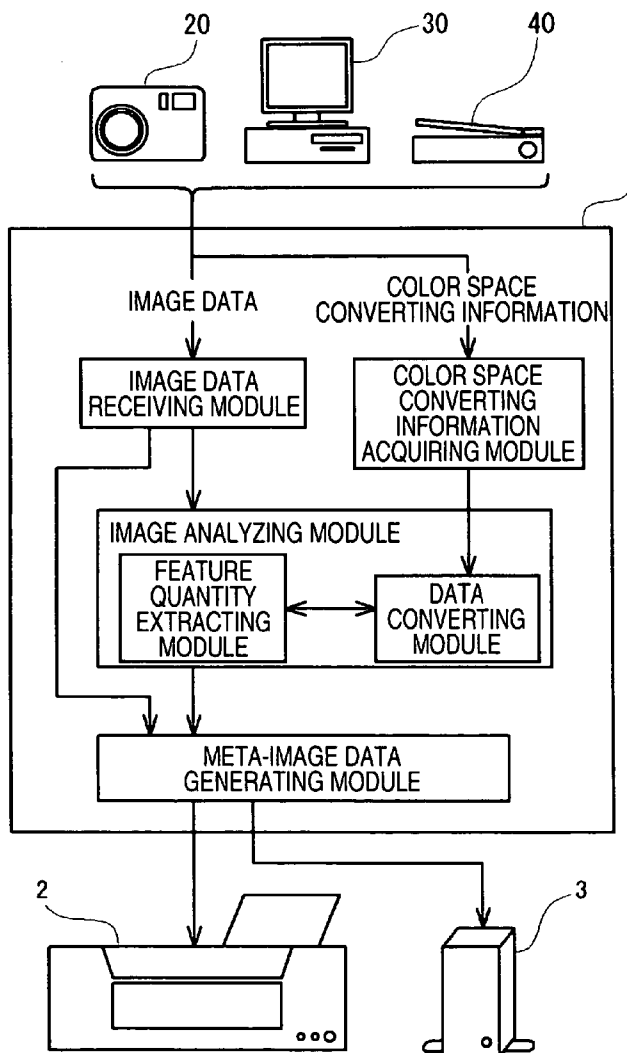 20
30
40
IMAGE DATA
COLOR SPACE
CONVERTING INFORMATION
IMAGE DATA
RECEIVING MODULE
COLOR SPACE
CONVERTING
INFORMATION
ACQUIRING MODULE
IMAGE ANALYZING MODULE
FEATURE
QUANTITY
EXTRACTING
MODULE
DATA
CONVERTING
MODULE
META-IMAGE DATA
GENERATING MODULE
2
3